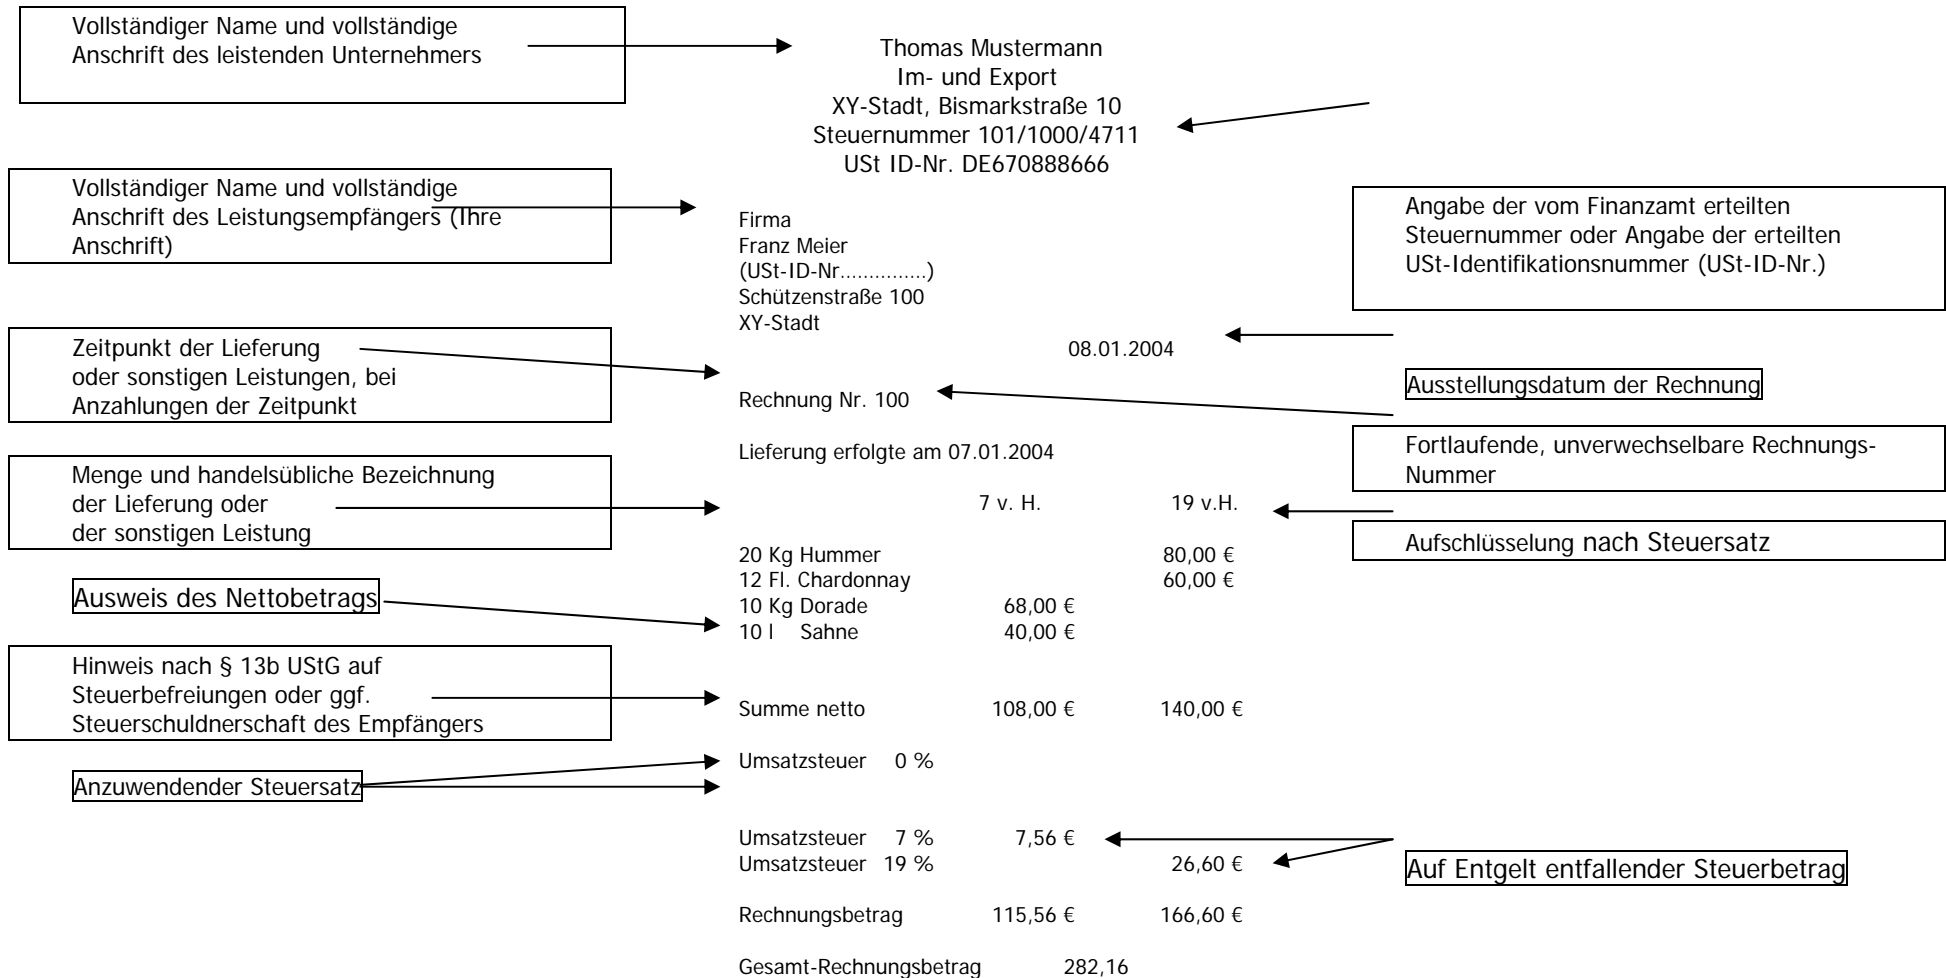 Vollständiger Name und vollständige
Anschrift des leistenden Unternehmers
Thomas Mustermann
Im- und Export
XY-Stadt, Bismarkstraße 10
Steuernummer 101/1000/4711
USt ID-Nr. DE670888666
Vollständiger Name und vollständige
Anschrift des Leistungsempfängers (Ihre
Anschrift)
Firma
Franz Meier
(USt-ID-Nr...............)
Schützenstraße 100
XY-Stadt
Angabe der vom Finanzamt erteilten
Steuernummer oder Angabe der erteilten
USt-Identifikationsnummer (USt-ID-Nr.)
Zeitpunkt der Lieferung
oder sonstigen Leistungen, bei
Anzahlungen der Zeitpunkt
08.01.2004
Ausstellungsdatum der Rechnung
Rechnung Nr. 100
Fortlaufende, unverwechselbare Rechnungs-
Nummer
Lieferung erfolgte am 07.01.2004
Menge und handelsübliche Bezeichnung
der Lieferung oder
der sonstigen Leistung
7 v. H. 19 v.H.
Aufschlüsselung nach Steuersatz
20 Kg Hummer 80,00 €
12 Fl. Chardonnay 60,00 €
10 Kg Dorade 68,00 €
10 l Sahne 40,00 €
Ausweis des Nettobetrags
Hinweis nach § 13b UStG auf
Steuerbefreiungen oder ggf.
Steuerschuldnerschaft des Empfängers
Summe netto 108,00 € 140,00 €
Umsatzsteuer 0 %
Anzuwendender Steuersatz
Umsatzsteuer 7 % 7,56 €
Umsatzsteuer 19 % 26,60 €
Auf Entgelt entfallender Steuerbetrag
Rechnungsbetrag 115,56 € 166,60 €
Gesamt-Rechnungsbetrag 282,16